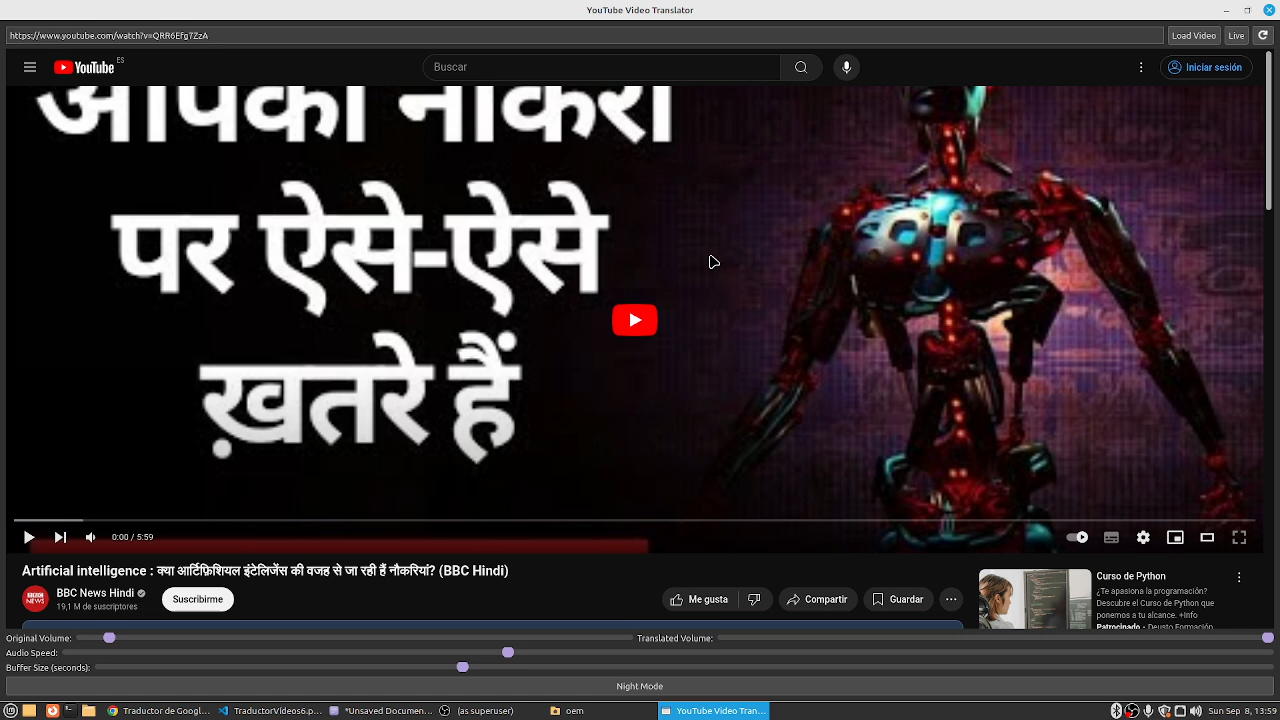 YouTube Video Translator
https://www.youtube.com/watch?v=QRR6Efg7ZzA
Load Video
Live
YouTube ES
Buscar
Iniciar sesión
आपकी नौकरी
पर ऐसे-ऐसे
ख़तरे हैं
0:00 / 5:59
Artificial intelligence : क्या आर्टिफ़िशियल इंटेलिजेंस की वजह से जा रही हैं नौकरियां? (BBC Hindi)
BBC NEWS
BBC News Hindi
19,1 M de suscriptores
Suscribirme
Me gusta
Compartir
Guardar
Curso de Python
¿Te apasiona la programación?
Descubre el Curso de Python que
ponemos a tu alcance. +Info
Patrocinado · Deusto Formación
Original Volume:
Translated Volume:
Audio Speed:
Buffer Size (seconds):
Night Mode
Traductor de Googl...
TraductorVideos6.p...
*Unsaved Documen...
(as superuser)
oem
YouTube Video Tran...
Sun Sep 8, 13:59